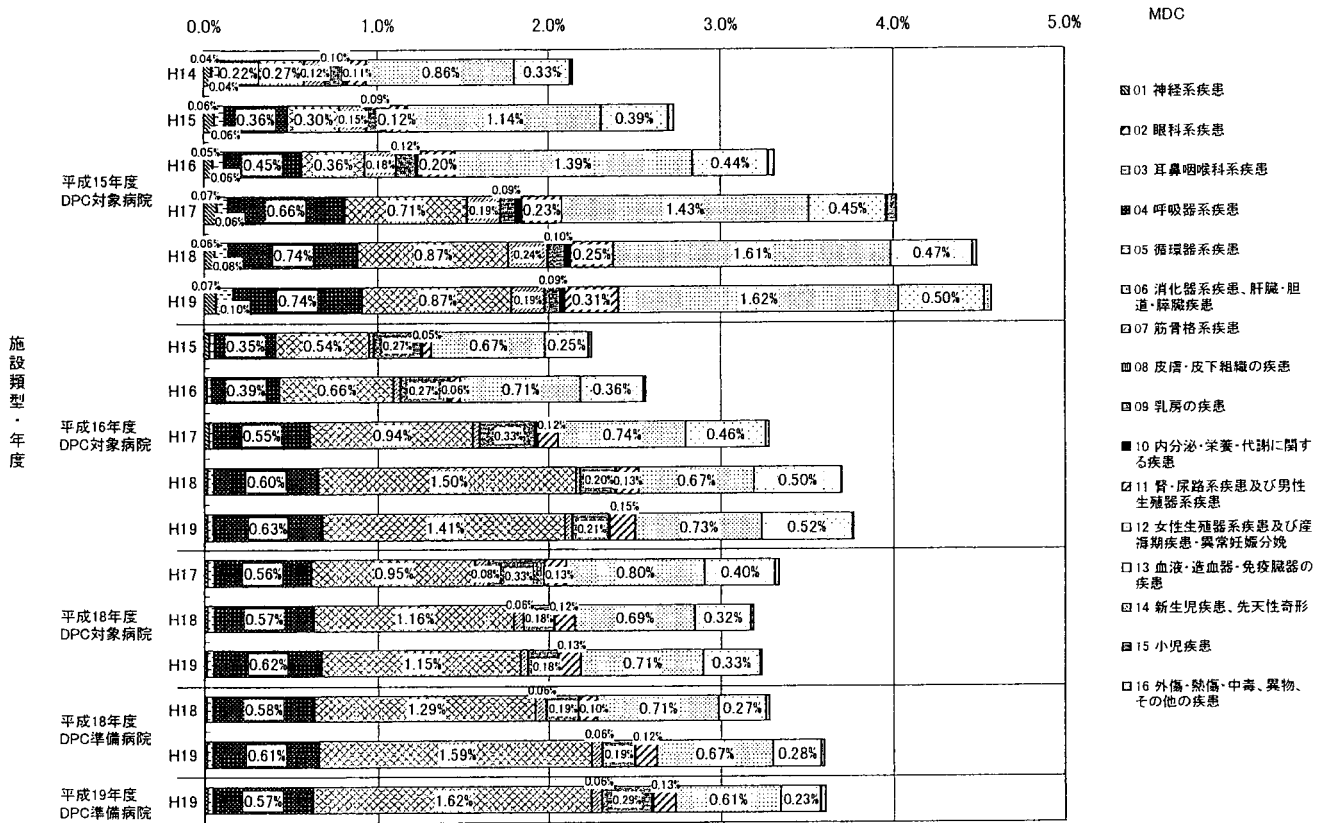 0.0% 1.0% 2.0% 3.0% 4.0% 5.0%
施設類型・年度
平成15年度
DPC対象病院
H14 0.04% 0.04% 0.22% 0.27% 0.12% 0.10% 0.11% 0.86% 0.33%
H15 0.06% 0.06% 0.36% 0.30% 0.15% 0.09% 0.12% 1.14% 0.39%
H16 0.05% 0.06% 0.45% 0.36% 0.18% 0.12% 0.20% 1.39% 0.44%
H17 0.07% 0.06% 0.66% 0.71% 0.19% 0.09% 0.23% 1.43% 0.45%
H18 0.06% 0.08% 0.74% 0.87% 0.24% 0.10% 0.25% 1.61% 0.47%
H19 0.07% 0.10% 0.74% 0.87% 0.19% 0.09% 0.31% 1.62% 0.50%
平成16年度
DPC対象病院
H15 0.35% 0.54% 0.27% 0.05% 0.67% 0.25%
H16 0.39% 0.66% 0.27% 0.06% 0.71% 0.36%
H17 0.55% 0.94% 0.33% 0.12% 0.74% 0.46%
H18 0.60% 1.50% 0.20% 0.13% 0.67% 0.50%
H19 0.63% 1.41% 0.21% 0.15% 0.73% 0.52%
平成18年度
DPC対象病院
H17 0.56% 0.95% 0.08% 0.33% 0.13% 0.80% 0.40%
H18 0.57% 1.16% 0.06% 0.18% 0.12% 0.69% 0.32%
H19 0.62% 1.15% 0.18% 0.13% 0.71% 0.33%
平成18年度
DPC準備病院
H18 0.58% 1.29% 0.06% 0.19% 0.10% 0.71% 0.27%
H19 0.61% 1.59% 0.06% 0.19% 0.12% 0.67% 0.28%
平成19年度
DPC準備病院
H19 0.57% 1.62% 0.06% 0.29% 0.13% 0.61% 0.23%
MDC
01 神経系疾患
02 眼科系疾患
03 耳鼻咽喉科系疾患
04 呼吸器系疾患
05 循環器系疾患
06 消化器系疾患、肝臓・胆
道・膵臓疾患
07 筋骨格系疾患
08 皮膚・皮下組織の疾患
09 乳房の疾患
10 内分泌・栄養・代謝に関す
る疾患
11 腎・尿路系疾患及び男性
生殖器系疾患
12 女性生殖器系疾患及び産
褥期疾患・異常妊娠分娩
13 血液・造血器・免疫臓器の
疾患
14 新生児疾患、先天性奇形
15 小児疾患
16 外傷・熱傷・中毒、異物、
その他の疾患